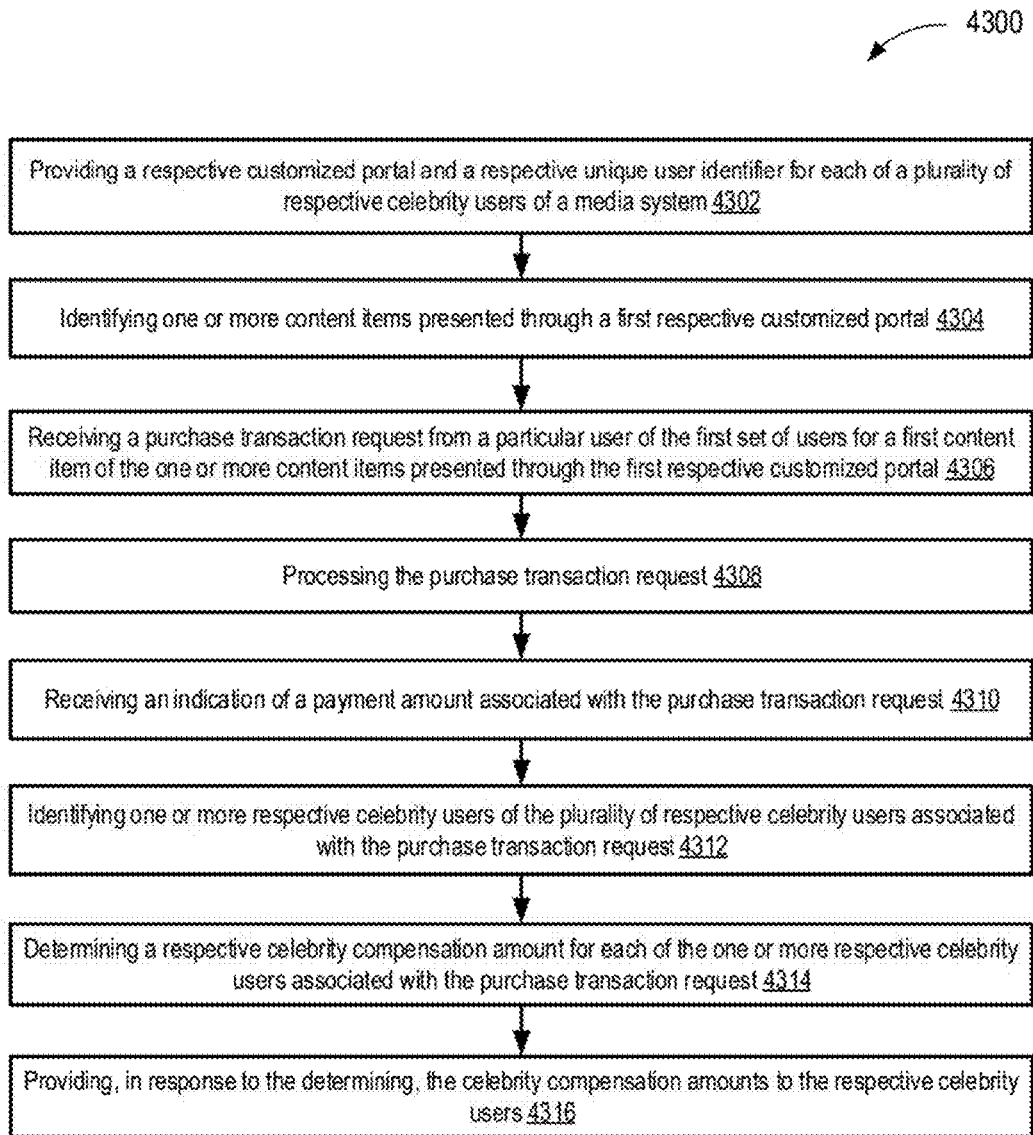 4300
Providing a respective customized portal and a respective unique user identifier for each of a plurality of
respective celebrity users of a media system 4302
Identifying one or more content items presented through a first respective customized portal 4304
Receiving a purchase transaction request from a particular user of the first set of users for a first content
item of the one or more content items presented through the first respective customized portal 4306
Processing the purchase transaction request 4308
Receiving an indication of a payment amount associated with the purchase transaction request 4310
Identifying one or more respective celebrity users of the plurality of respective celebrity users associated
with the purchase transaction request 4312
Determining a respective celebrity compensation amount for each of the one or more respective celebrity
users associated with the purchase transaction request 4314
Providing, in response to the determining, the celebrity compensation amounts to the respective celebrity
users 4316